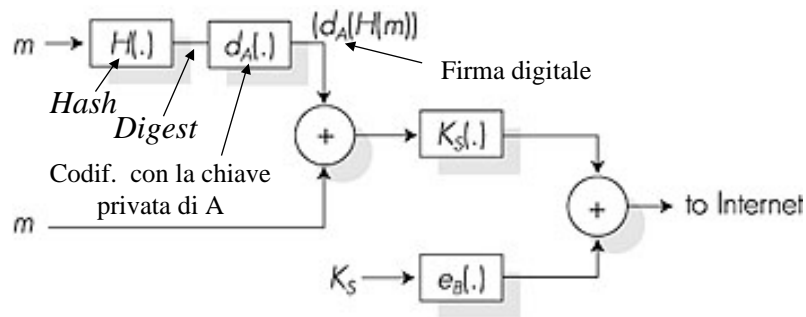 m H(.) d_A(.) (d_A(H(m))
Firma digitale
Hash
Digest
+ K_S(.)
Codif. con la chiave
privata di A
+ to Internet
m
K_S e_B(.)